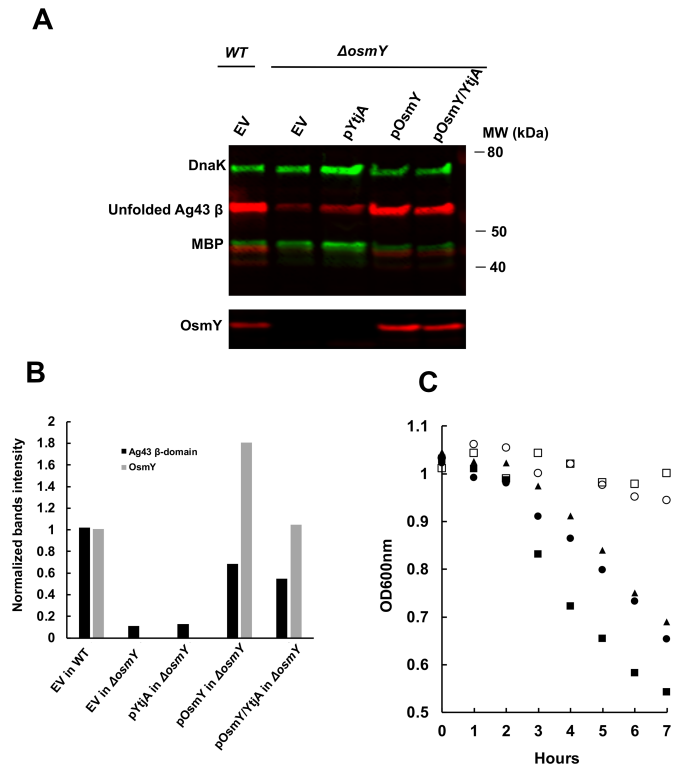 A
WT
ΔosmY
EV
EV
pYtjA
pOsmY
pOsmY/YtjA
MW (kDa)
DnaK
80
Unfolded Ag43 β
50
MBP
40
OsmY
B
C
Normalized bands intensity
2
1.8
1.6
1.4
1.2
1
0.8
0.6
0.4
0.2
0
Ag43 β-domain
OsmY
EV in WT
EV in ΔosmY
pYtjA in ΔosmY
pOsmY in ΔosmY
pOsmY/YtjA in ΔosmY
OD600nm
1.1
1
0.9
0.8
0.7
0.6
0.5
0 1 2 3 4 5 6 7
Hours